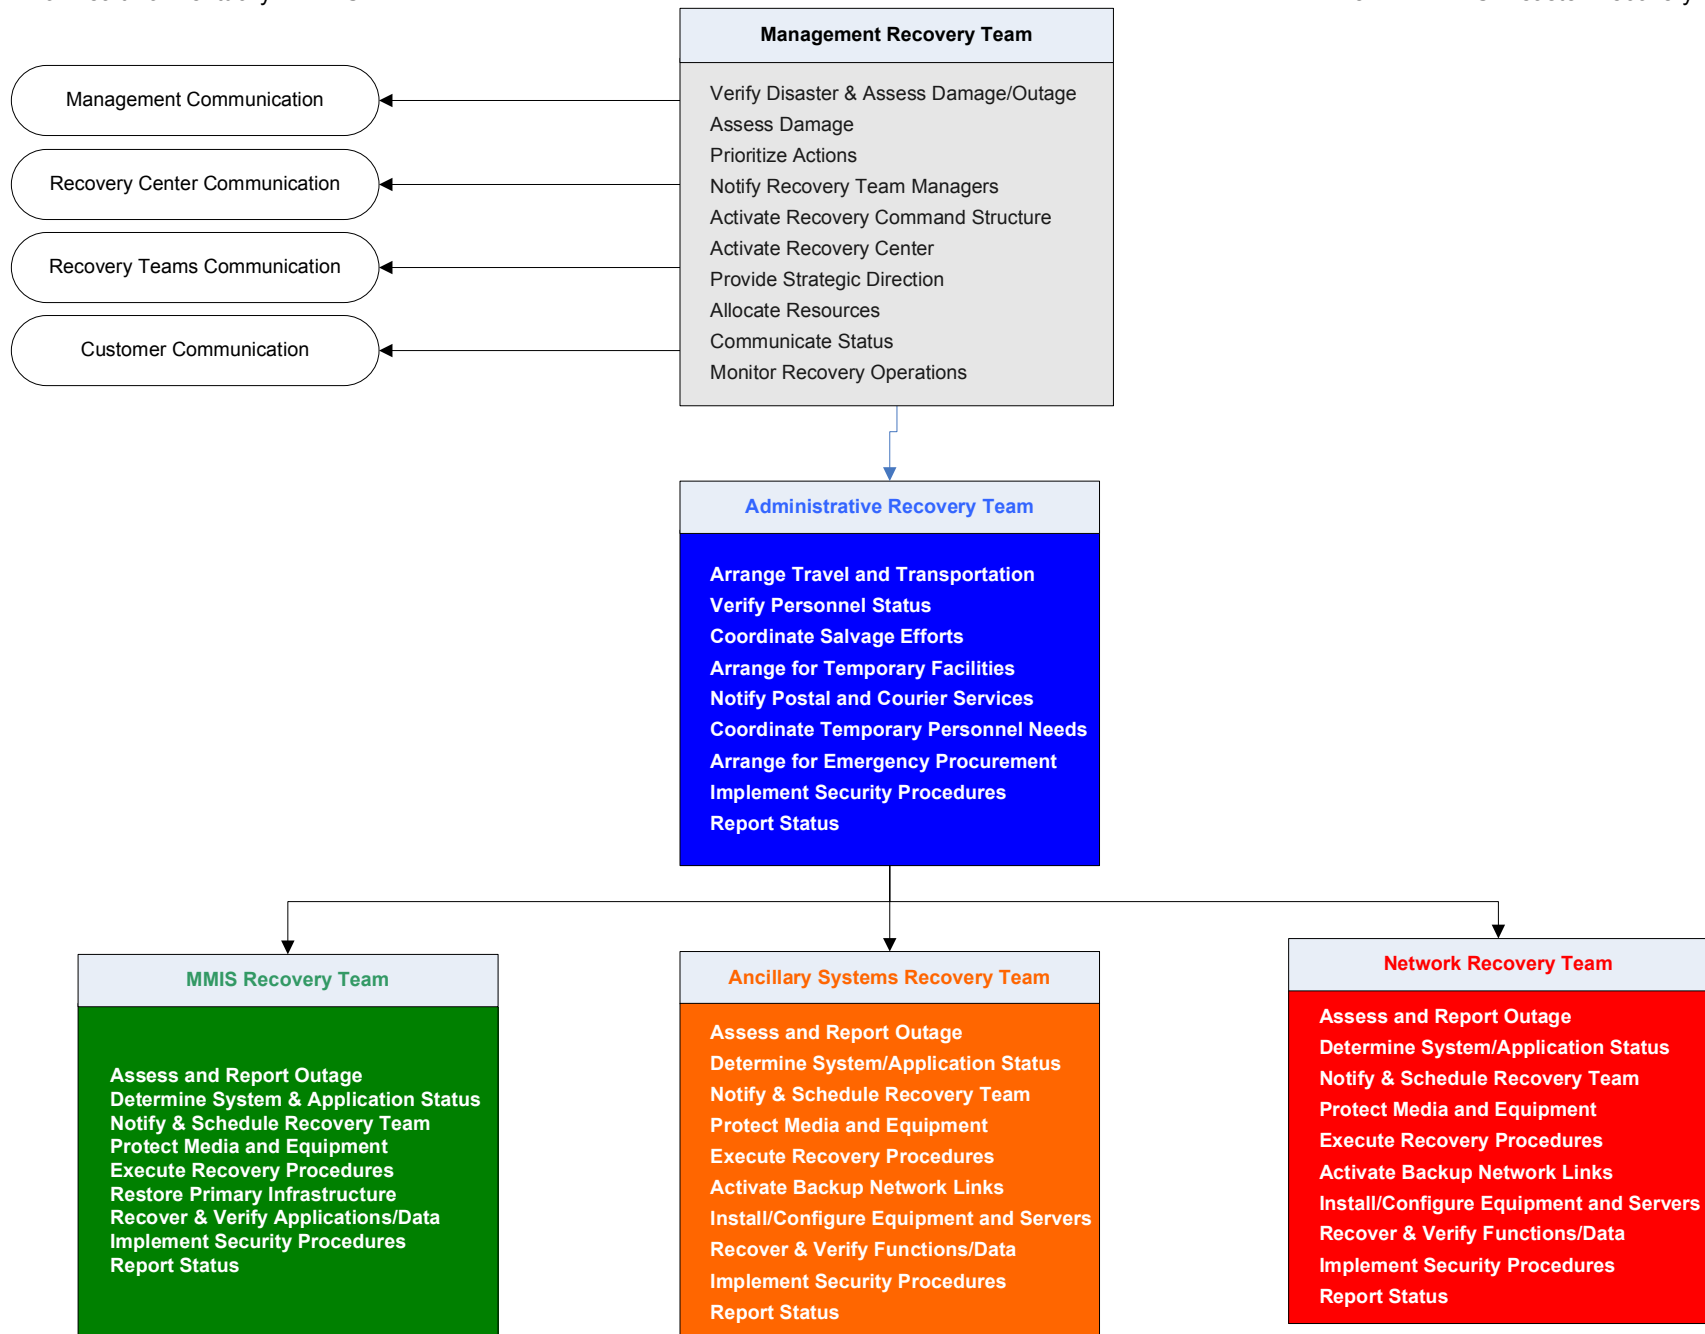 Management Recovery Team
Verify Disaster & Assess Damage/Outage
Assess Damage
Prioritize Actions
Notify Recovery Team Managers
Activate Recovery Command Structure
Activate Recovery Center
Provide Strategic Direction
Allocate Resources
Communicate Status
Monitor Recovery Operations
Management Communication
Recovery Center Communication
Recovery Teams Communication
Customer Communication
Administrative Recovery Team
Arrange Travel and Transportation
Verify Personnel Status
Coordinate Salvage Efforts
Arrange for Temporary Facilities
Notify Postal and Courier Services
Coordinate Temporary Personnel Needs
Arrange for Emergency Procurement
Implement Security Procedures
Report Status
MMIS Recovery Team
Assess and Report Outage
Determine System & Application Status
Notify & Schedule Recovery Team
Protect Media and Equipment
Execute Recovery Procedures
Restore Primary Infrastructure
Recover & Verify Applications/Data
Implement Security Procedures
Report Status
Ancillary Systems Recovery Team
Assess and Report Outage
Determine System/Application Status
Notify & Schedule Recovery Team
Protect Media and Equipment
Execute Recovery Procedures
Activate Backup Network Links
Install/Configure Equipment and Servers
Recover & Verify Functions/Data
Implement Security Procedures
Report Status
Network Recovery Team
Assess and Report Outage
Determine System/Application Status
Notify & Schedule Recovery Team
Protect Media and Equipment
Execute Recovery Procedures
Activate Backup Network Links
Install/Configure Equipment and Servers
Recover & Verify Functions/Data
Implement Security Procedures
Report Status